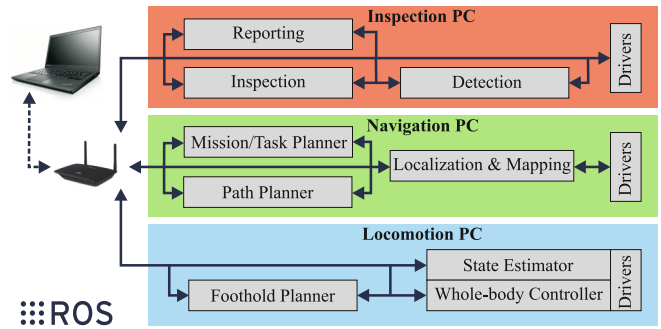 Inspection PC
Reporting
Inspection
Detection
Drivers
Navigation PC
Mission/Task Planner
Path Planner
Localization & Mapping
Drivers
Locomotion PC
State Estimator
Foothold Planner
Whole-body Controller
Drivers
ROS